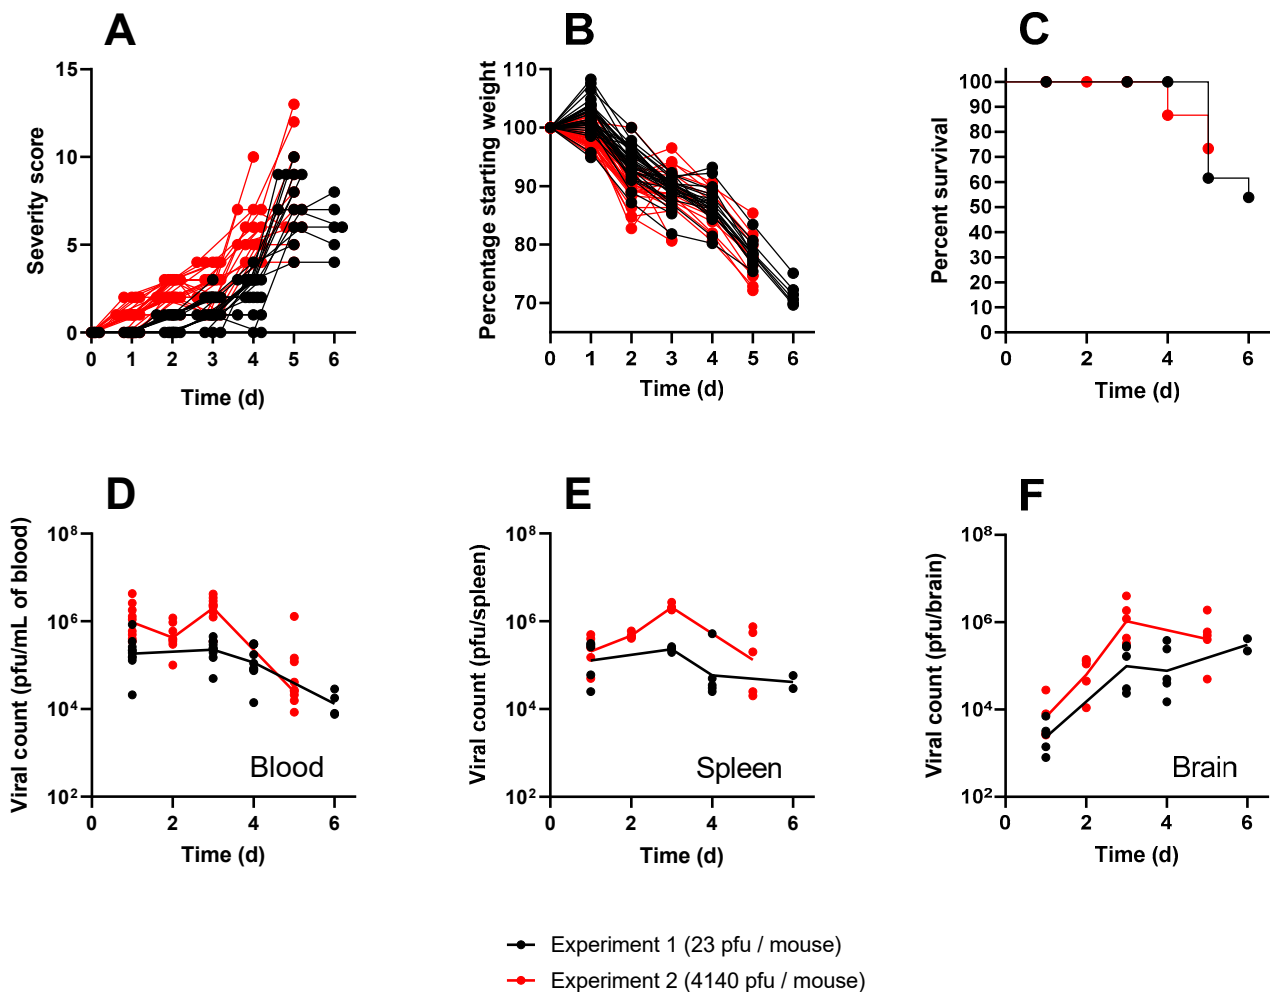 A
Severity score
15
10
5
0
0 1 2 3 4 5 6
Time (d)
B
Percentage starting weight
110
100
90
80
70
0 1 2 3 4 5 6
Time (d)
C
Percent survival
100
90
80
70
60
50
40
30
20
10
0
0 2 4 6
Time (d)
D
Viral count (pfu/mL of blood)
10⁸
10⁶
10⁴
10²
Blood
0 2 4 6
Time (d)
E
Viral count (pfu/spleen)
10⁸
10⁶
10⁴
10²
Spleen
0 2 4 6
Time (d)
F
Viral count (pfu/brain)
10⁸
10⁶
10⁴
10²
Brain
0 2 4 6
Time (d)
Experiment 1 (23 pfu / mouse)
Experiment 2 (4140 pfu / mouse)